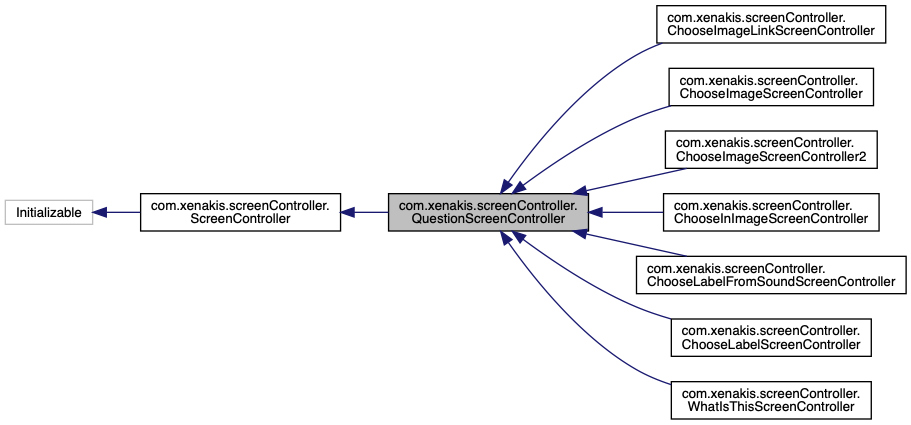 com.xenakis.screenController.
ChooseImageLinkScreenController
com.xenakis.screenController.
ChooseImageScreenController
com.xenakis.screenController.
ChooseImageScreenController2
Initializable
com.xenakis.screenController.
ScreenController
com.xenakis.screenController.
QuestionScreenController
com.xenakis.screenController.
ChooseInImageScreenController
com.xenakis.screenController.
ChooseLabelFromSoundScreenController
com.xenakis.screenController.
ChooseLabelScreenController
com.xenakis.screenController.
WhatIsThisScreenController